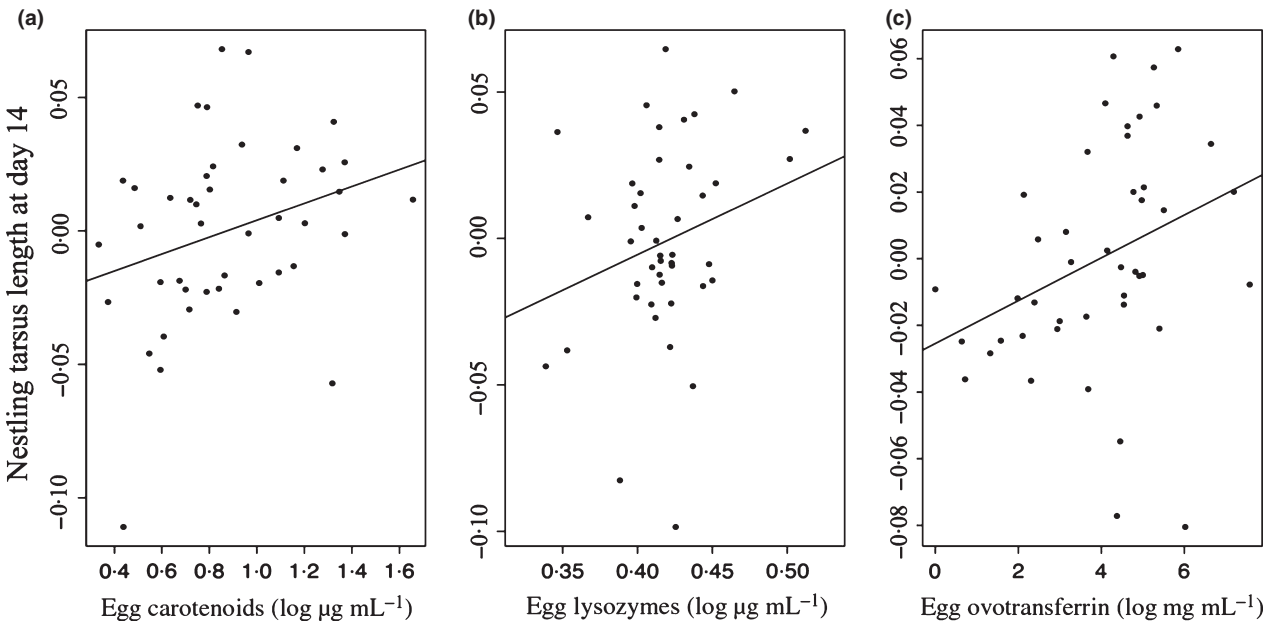 (a)
(b)
(c)
Nestling tarsus length at day 14
0·05
0·00
−0·05
−0·10
0·4 0·6 0·8 1·0 1·2 1·4 1·6
Egg carotenoids (log µg mL⁻¹)
0·05
0·00
−0·05
−0·10
0·35 0·40 0·45 0·50
Egg lysozymes (log µg mL⁻¹)
0·06
0·04
0·02
0·00
−0·02
−0·04
−0·06
−0·08
0 2 4 6
Egg ovotransferrin (log mg mL⁻¹)